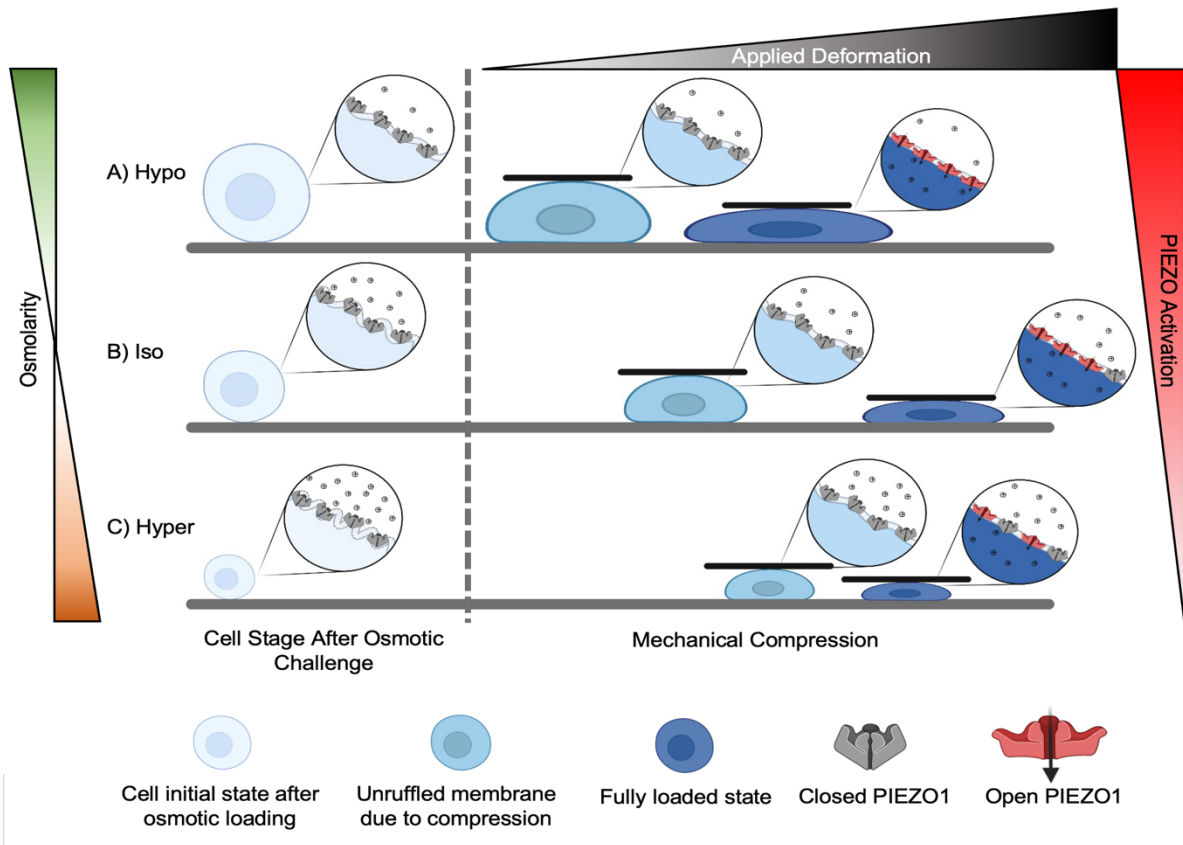 Applied Deformation
A) Hypo
B) Iso
C) Hyper
Osmolarity
PIEZO Activation
Cell Stage After Osmotic
Challenge
Mechanical Compression
Cell initial state after
osmotic loading
Unruffled membrane
due to compression
Fully loaded state
Closed PIEZO1
Open PIEZO1